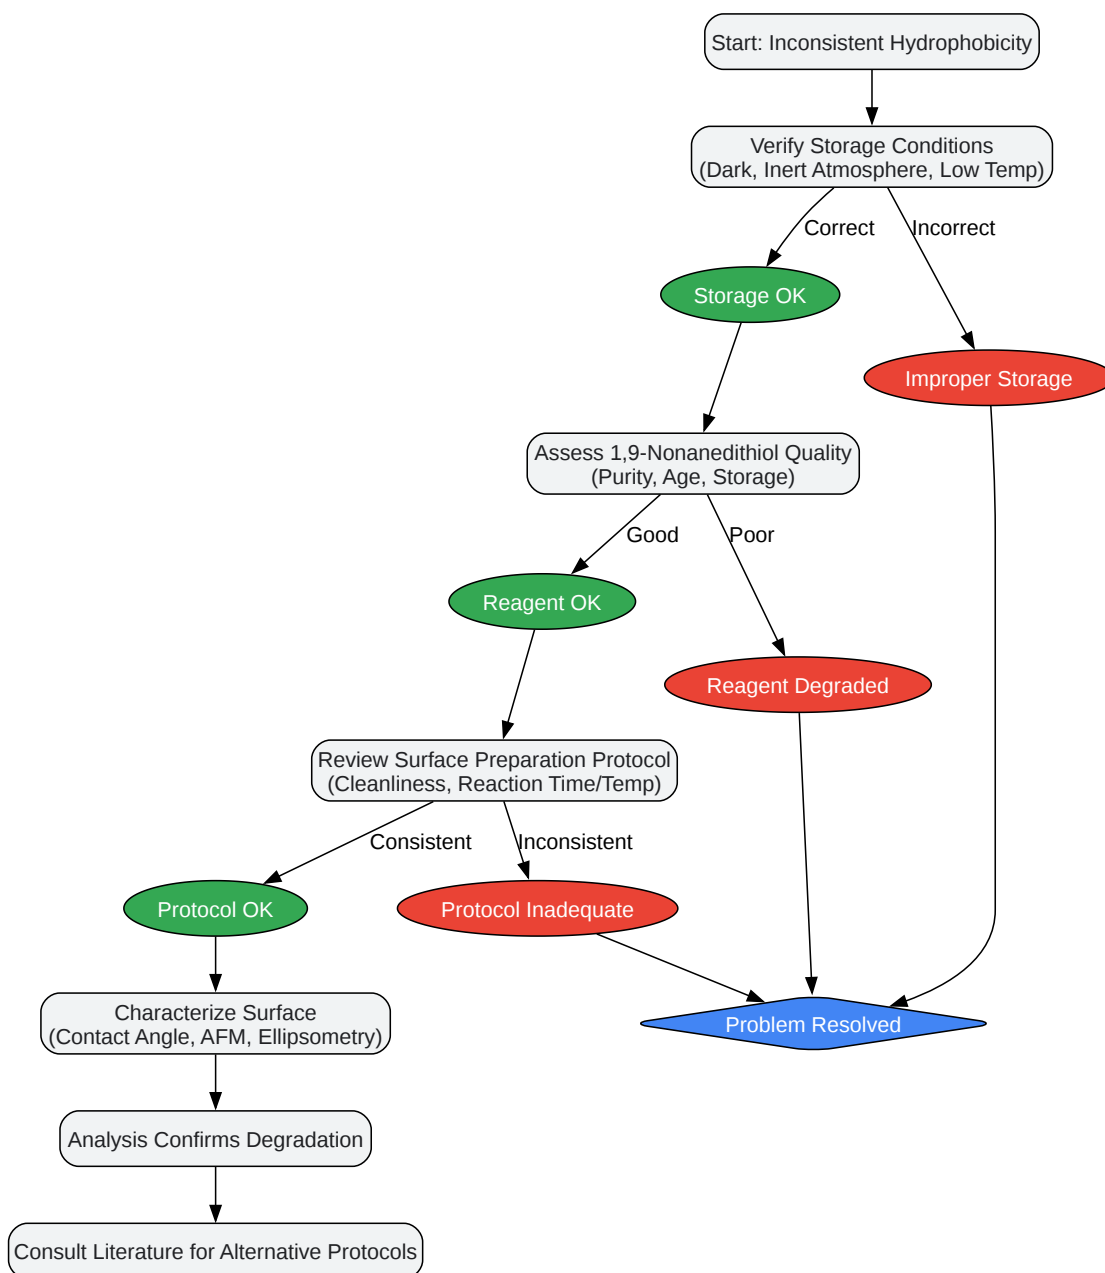 Start: Inconsistent Hydrophobicity
Verify Storage Conditions
(Dark, Inert Atmosphere, Low Temp)
Correct
Incorrect
Storage OK
Improper Storage
Assess 1,9-Nonanedithiol Quality
(Purity, Age, Storage)
Good
Poor
Reagent OK
Reagent Degraded
Review Surface Preparation Protocol
(Cleanliness, Reaction Time/Temp)
Consistent
Inconsistent
Protocol OK
Protocol Inadequate
Characterize Surface
(Contact Angle, AFM, Ellipsometry)
Problem Resolved
Analysis Confirms Degradation
Consult Literature for Alternative Protocols